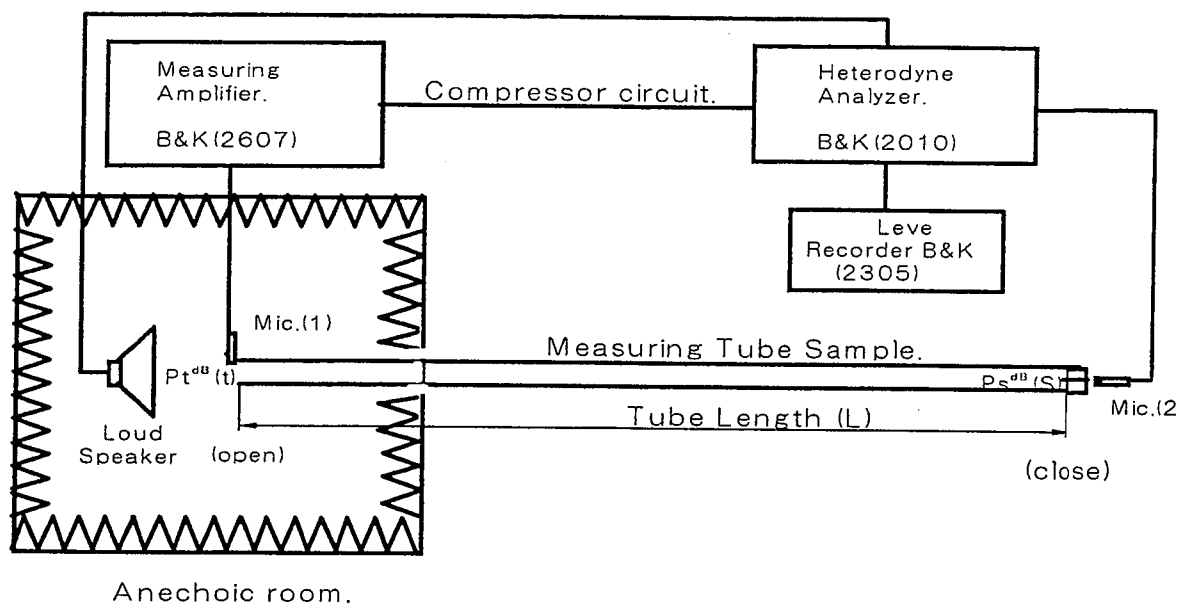 Measuring
Amplifier.
B&K(2607)
Compressor circuit.
Heterodyne
Analyzer.
B&K(2010)
Leve
Recorder B&K
(2305)
Mic.(1)
Measuring Tube Sample.
Pt^dB (t)
Ps^dB (S)
Mic.(2
Tube Length (L)
Loud
Speaker
(open)
(close)
Anechoic room.